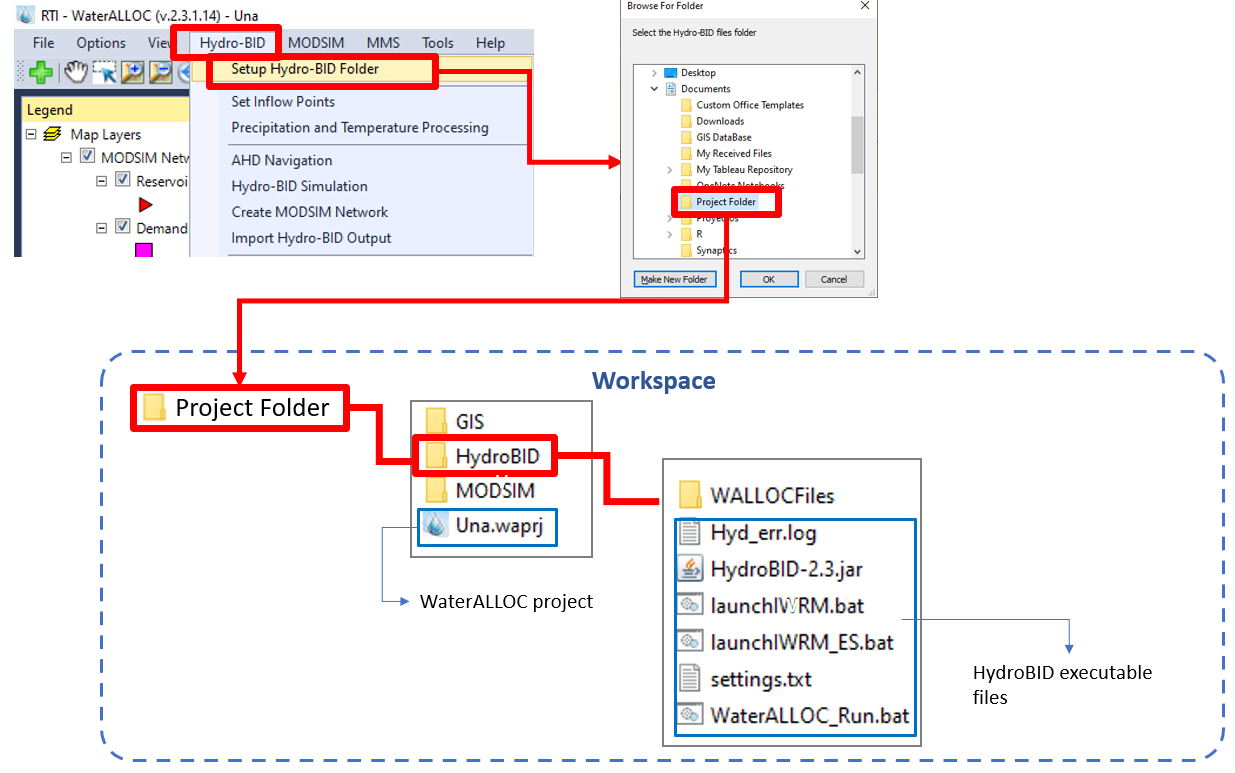 RTI - WaterALLOC (v.2.3.1.14) - Una
File Options View Hydro-BID MODSIM MMS Tools Help
Setup Hydro-BID Folder
Set Inflow Points
Precipitation and Temperature Processing
AHD Navigation
Hydro-BID Simulation
Create MODSIM Network
Import Hydro-BID Output
Legend
Map Layers
MODSIM Netw
Reservoi
Demand
Browse For Folder
Select the Hydro-BID files folder
Desktop
Documents
Custom Office Templates
Downloads
GIS DataBase
My Received Files
My Tableau Repository
OneNote Notebooks
Project Folder
Proyectos
R
Synaptics
Make New Folder OK Cancel
Workspace
Project Folder
GIS
HydroBID
MODSIM
Una.waprj
WaterALLOC project
WALLOCFiles
Hyd_err.log
HydroBID-2.3.jar
launchIWRM.bat
launchIWRM_ES.bat
settings.txt
WaterALLOC_Run.bat
HydroBID executable
files